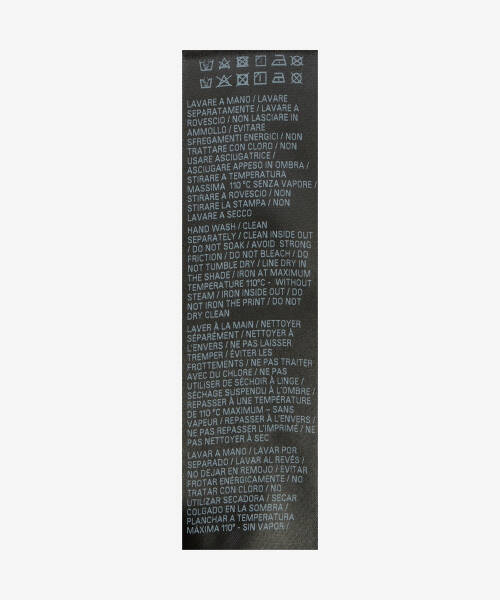 LAVARE A MANO / LAVARE
SEPARATAMENTE / LAVARE A
ROVESCIO / NON LASCIARE IN
AMMOLLO / EVITARE
SFREGAMENTI ENERGICI / NON
TRATTARE CON CLORO / NON
USARE ASCIUGATRICE /
ASCIUGARE APPESO IN OMBRA /
STIRARE A TEMPERATURA
MASSIMA 110 °C SENZA VAPORE /
STIRARE A ROVESCIO / NON
STIRARE LA STAMPA / NON
LAVARE A SECCO
HAND WASH / CLEAN
SEPARATELY / CLEAN INSIDE OUT
/ DO NOT SOAK / AVOID STRONG
FRICTION / DO NOT BLEACH / DO
NOT TUMBLE DRY / LINE DRY IN
THE SHADE / IRON AT MAXIMUM
TEMPERATURE 110°C - WITHOUT
STEAM / IRON INSIDE OUT / DO
NOT IRON THE PRINT / DO NOT
DRY CLEAN
LAVER À LA MAIN / NETTOYER
SÉPARÉMENT / NETTOYER À
L'ENVERS / NE PAS LAISSER
TREMPER / ÉVITER LES
FROTTEMENTS / NE PAS TRAITER
AVEC DU CHLORE / NE PAS
UTILISER DE SÉCHOIR À LINGE /
SÉCHAGE SUSPENDU À L'OMBRE /
REPASSER À UNE TEMPÉRATURE
DE 110 °C MAXIMUM – SANS
VAPEUR / REPASSER À L'ENVERS /
NE PAS REPASSER L'IMPRIMÉ / NE
PAS NETTOYER À SEC
LAVAR A MANO / LAVAR POR
SEPARADO / LAVAR AL REVÉS /
NO DEJAR EN REMOJO / EVITAR
FROTAR ENÉRGICAMENTE / NO
TRATAR CON CLORO / NO
UTILIZAR SECADORA / SECAR
COLGADO EN LA SOMBRA /
PLANCHAR A TEMPERATURA
MÁXIMA 110° - SIN VAPOR /